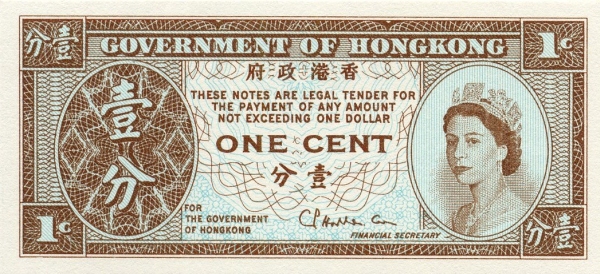 分壹
GOVERNMENT OF HONGKONG
1c
府政港香
THESE NOTES ARE LEGAL TENDER FOR
THE PAYMENT OF ANY AMOUNT
NOT EXCEEDING ONE DOLLAR
壹分
ONE CENT
分壹
FOR
THE GOVERNMENT
OF HONGKONG
FINANCIAL SECRETARY
1c
分壹